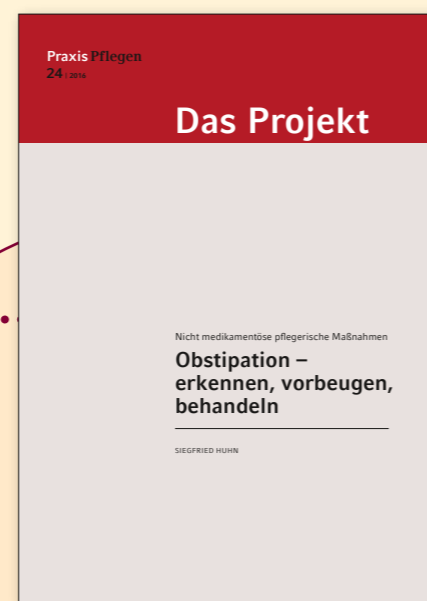 Praxis Pflegen
24 | 2016
Das Projekt
Nicht medikamentöse pflegerische Maßnahmen
Obstipation –
erkennen, vorbeugen,
behandeln
SIEGFRIED HUHN